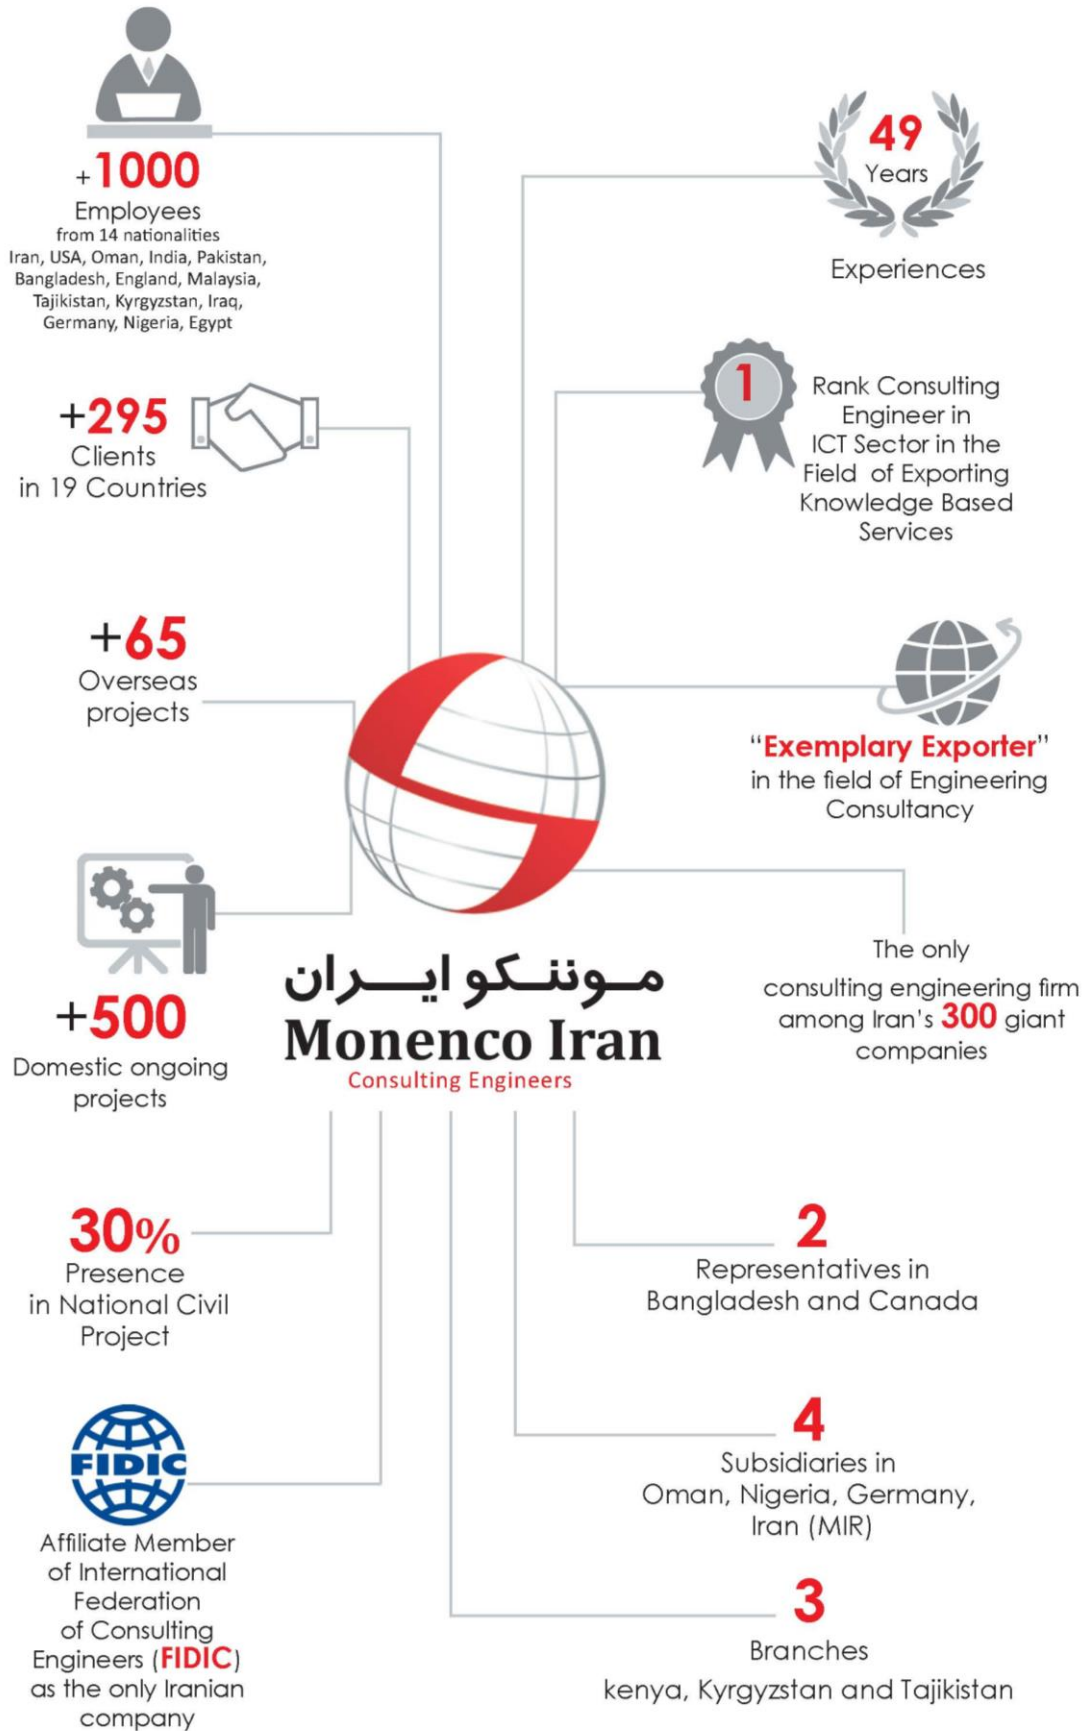 +1000
Employees
from 14 nationalities
Iran, USA, Oman, India, Pakistan,
Bangladesh, England, Malaysia,
Tajikistan, Kyrgyzstan, Iraq,
Germany, Nigeria, Egypt
+295
Clients
in 19 Countries
+65
Overseas
projects
+500
Domestic ongoing
projects
30%
Presence
in National Civil
Project
FIDIC
Affiliate Member
of International
Federation
of Consulting
Engineers (FIDIC)
as the only Iranian
company
موننکو ایران
Monenco Iran
Consulting Engineers
49
Years
Experiences
1
Rank Consulting
Engineer in
ICT Sector in the
Field of Exporting
Knowledge Based
Services
"Exemplary Exporter"
in the field of Engineering
Consultancy
The only
consulting engineering firm
among Iran's 300 giant
companies
2
Representatives in
Bangladesh and Canada
4
Subsidiaries in
Oman, Nigeria, Germany,
Iran (MIR)
3
Branches
kenya, Kyrgyzstan and Tajikistan